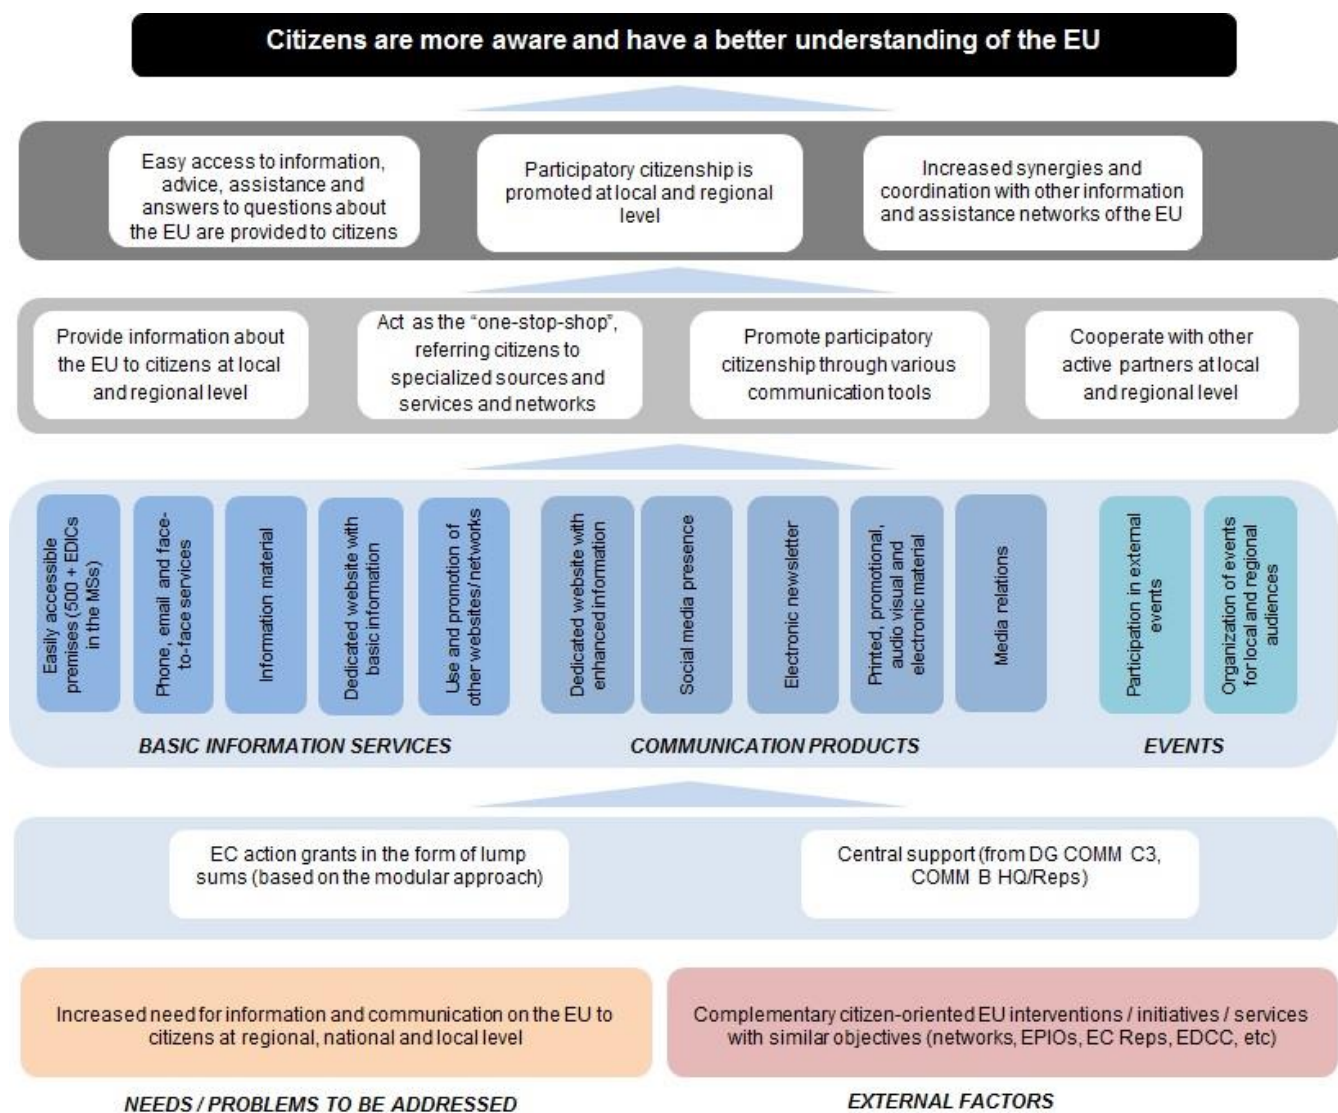 Citizens are more aware and have a better understanding of the EU
Easy access to information,
advice, assistance and
answers to questions about
the EU are provided to citizens
Participatory citizenship is
promoted at local and regional
level
Increased synergies and
coordination with other information
and assistance networks of the EU
Provide information about
the EU to citizens at local
and regional level
Act as the “one-stop-shop”,
referring citizens to
specialized sources and
services and networks
Promote participatory
citizenship through various
communication tools
Cooperate with other
active partners at local
and regional level
Easily accessible
premises (500 + EDICs
in the MSs)
Phone, email and face-
to-face services
Information material
Dedicated website with
basic information
Use and promotion of
other websites/networks
Dedicated website with
enhanced information
Social media presence
Electronic newsletter
Printed, promotional,
audio visual and
electronic material
Media relations
Participation in external
events
Organization of events
for local and regional
audiences
BASIC INFORMATION SERVICES
COMMUNICATION PRODUCTS
EVENTS
EC action grants in the form of lump
sums (based on the modular approach)
Central support (from DG COMM C3,
COMM B HQ/Reps)
Increased need for information and communication on the EU to
citizens at regional, national and local level
Complementary citizen-oriented EU interventions / initiatives / services
with similar objectives (networks, EPIOs, EC Reps, EDCC, etc)
NEEDS / PROBLEMS TO BE ADDRESSED
EXTERNAL FACTORS